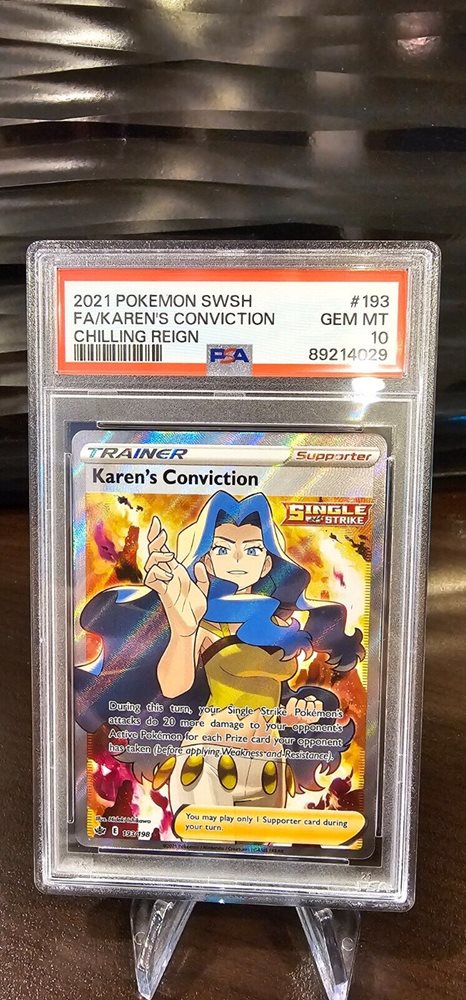 2021 POKEMON SWSH #193
FA/KAREN'S CONVICTION GEM MT
CHILLING REIGN 10
PSA 89214029
TRAINER Supporter
Karen's Conviction
SINGLE STRIKE
During this turn, your Single Strike Pokémon's
attacks do 20 more damage to your opponent's
Active Pokémon for each Prize card your opponent
has taken (before applying Weakness and Resistance).
You may play only 1 Supporter card during
your turn.
E 193/198